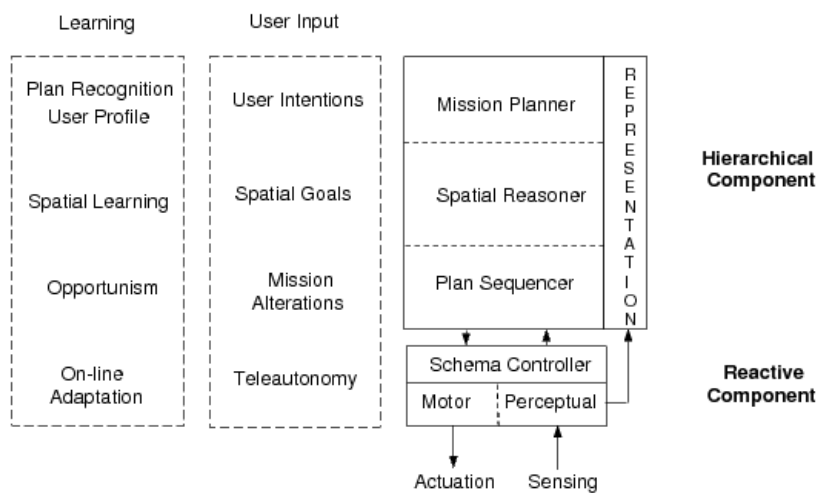 Learning
User Input
Plan Recognition
User Profile
Spatial Learning
Opportunism
On-line
Adaptation
User Intentions
Spatial Goals
Mission
Alterations
Teleautonomy
Mission Planner
Spatial Reasoner
Plan Sequencer
REPRESENTATION
Schema Controller
Motor
Perceptual
Actuation
Sensing
Hierarchical
Component
Reactive
Component